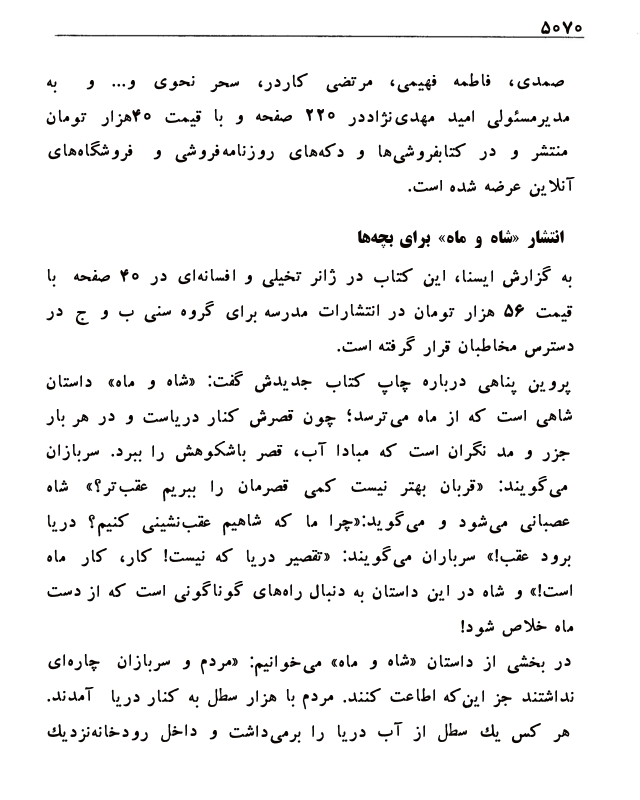 ۵۰۷۰
صمدی، فاطمه فهیمی، مرتضی کاردر، سحر نحوی و... و به
مدیرمسئولی امید مهدی‌نژاددر ۲۲۰ صفحه و با قیمت ۴۰هزار تومان
منتشر و در کتابفروشی‌ها و دکه‌های روزنامه‌فروشی و فروشگاه‌های
آنلاین عرضه شده است.
انتشار «شاه و ماه» برای بچه‌ها
به گزارش ایسنا، این کتاب در ژانر تخیلی و افسانه‌ای در ۴۰ صفحه با
قیمت ۵۶ هزار تومان در انتشارات مدرسه برای گروه سنی ب و ج در
دسترس مخاطبان قرار گرفته است.
پروین پناهی درباره چاپ کتاب جدیدش گفت: «شاه و ماه» داستان
شاهی است که از ماه می‌ترسد؛ چون قصرش کنار دریاست و در هر بار
جزر و مد نگران است که مبادا آب، قصر باشکوهش را ببرد. سربازان
می‌گویند: «قربان بهتر نیست کمی قصرمان را ببریم عقب‌تر؟» شاه
عصبانی می‌شود و می‌گوید:«چرا ما که شاهیم عقب‌نشینی کنیم؟ دریا
برود عقب!» سرباران می‌گویند: «تقصیر دریا که نیست! کار، کار ماه
است!» و شاه در این داستان به دنبال راه‌های گوناگونی است که از دست
ماه خلاص شود!
در بخشی از داستان «شاه و ماه» می‌خوانیم: «مردم و سربازان چاره‌ای
نداشتند جز این‌که اطاعت کنند. مردم با هزار سطل به کنار دریا آمدند.
هر کس یك سطل از آب دریا را برمی‌داشت و داخل رودخانه‌نزدیك